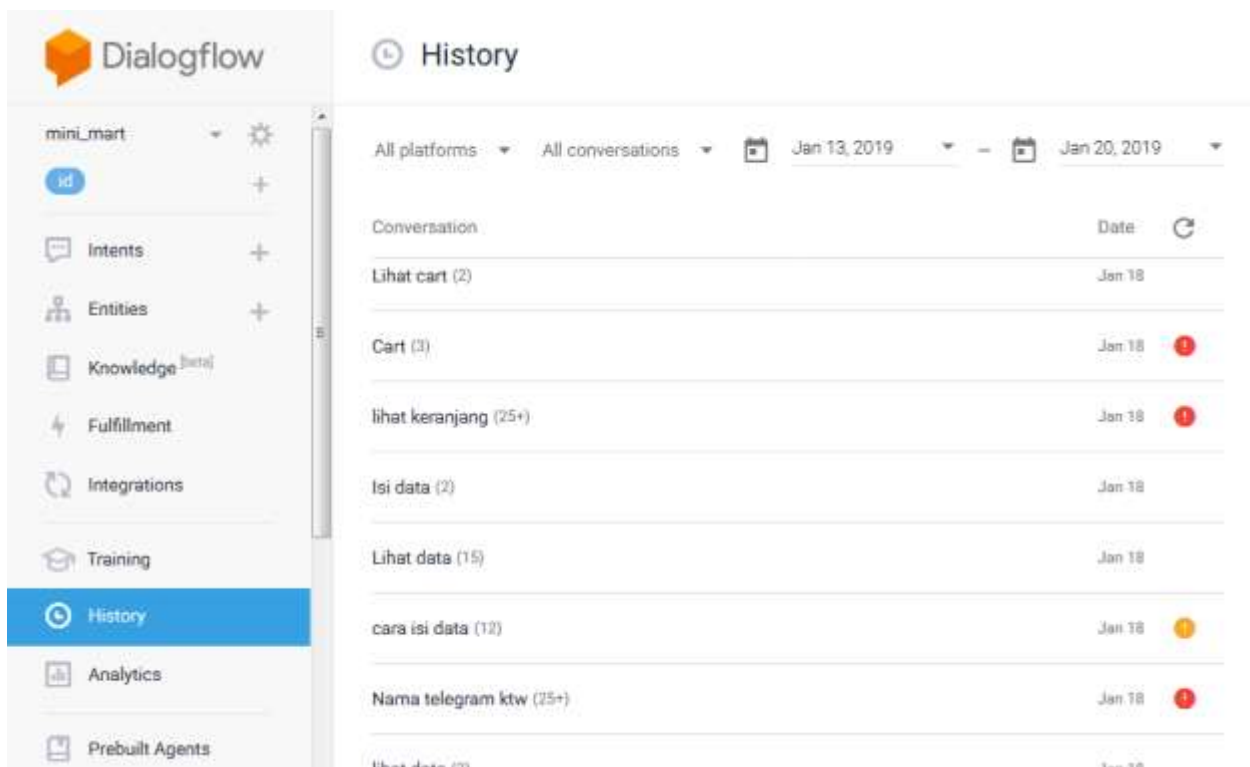 Dialogflow
History
mini_mart
id
Intents
Entities
Knowledge [beta]
Fulfillment
Integrations
Training
History
Analytics
Prebuilt Agents
All platforms All conversations Jan 13, 2019 – Jan 20, 2019
Conversation Date
Lihat cart (2) Jan 18
Cart (3) Jan 18
lihat keranjang (25+) Jan 18
Isi data (2) Jan 18
Lihat data (15) Jan 18
cara isi data (12) Jan 18
Nama telegram ktw (25+) Jan 18